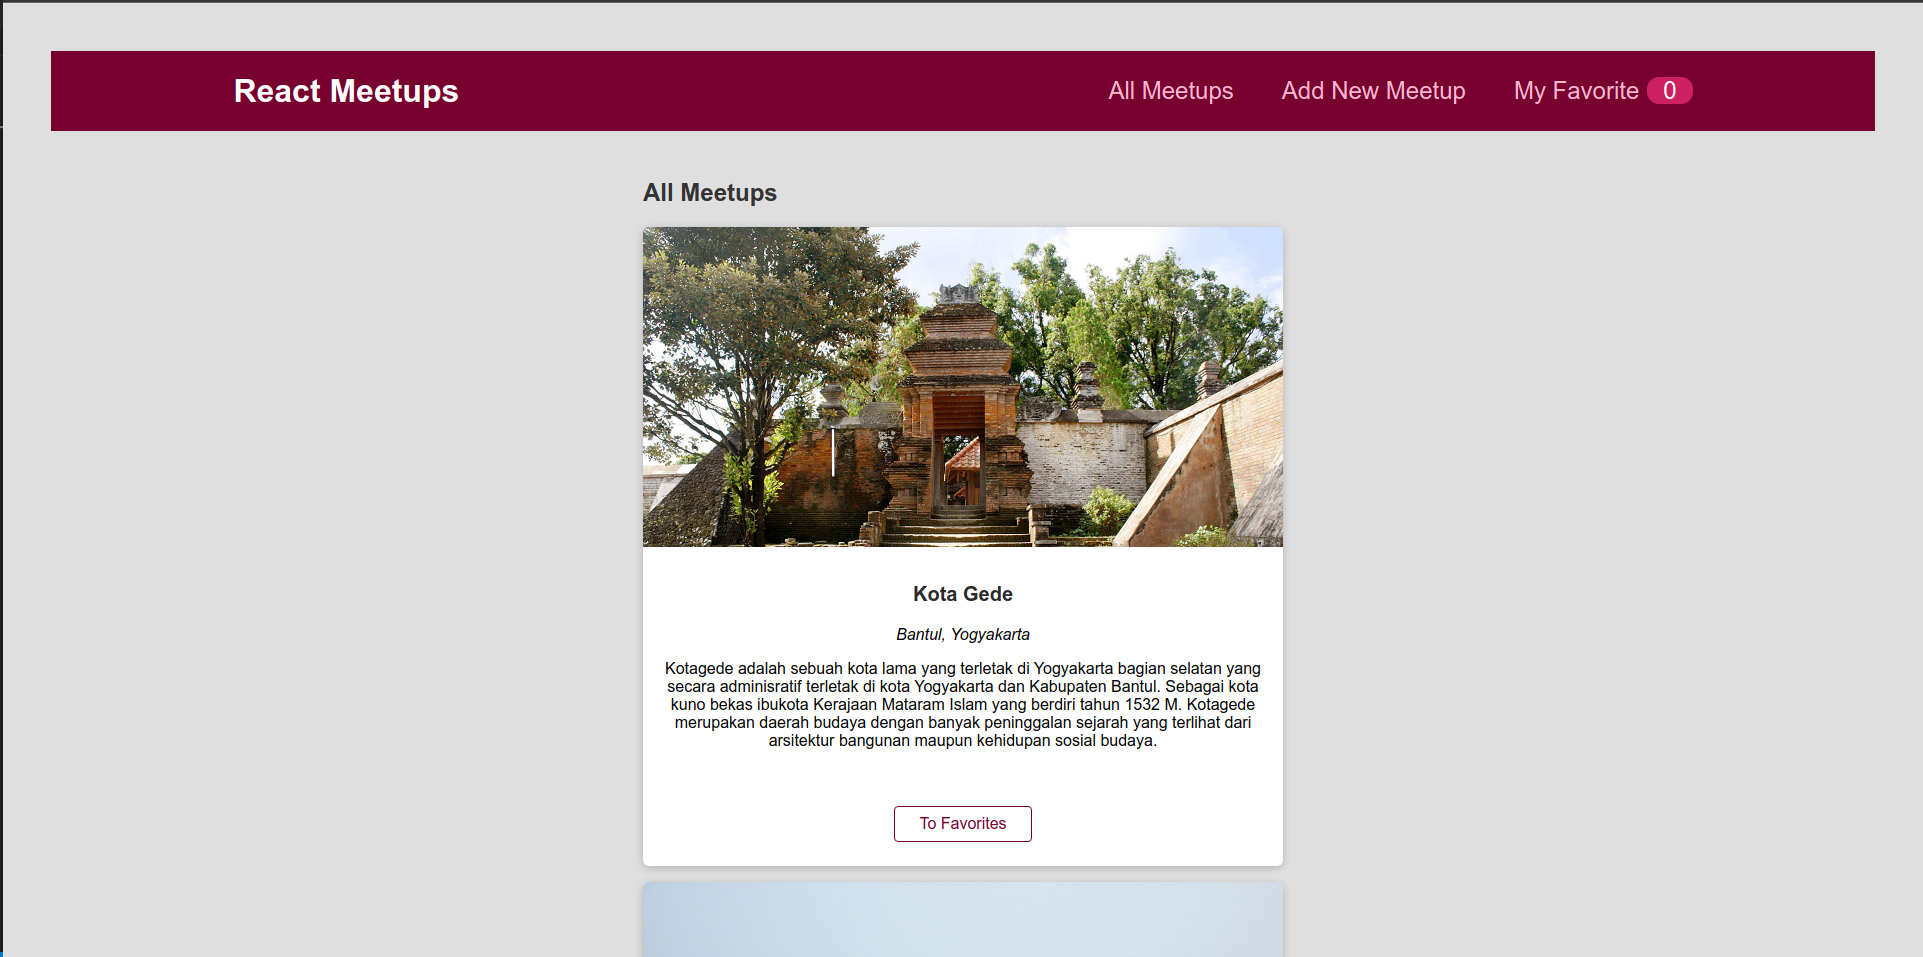 React Meetups
All Meetups
Add New Meetup
My Favorite 0
All Meetups
Kota Gede
Bantul, Yogyakarta
Kotagede adalah sebuah kota lama yang terletak di Yogyakarta bagian selatan yang
secara adminisratif terletak di kota Yogyakarta dan Kabupaten Bantul. Sebagai kota
kuno bekas ibukota Kerajaan Mataram Islam yang berdiri tahun 1532 M. Kotagede
merupakan daerah budaya dengan banyak peninggalan sejarah yang terlihat dari
arsitektur bangunan maupun kehidupan sosial budaya.
To Favorites